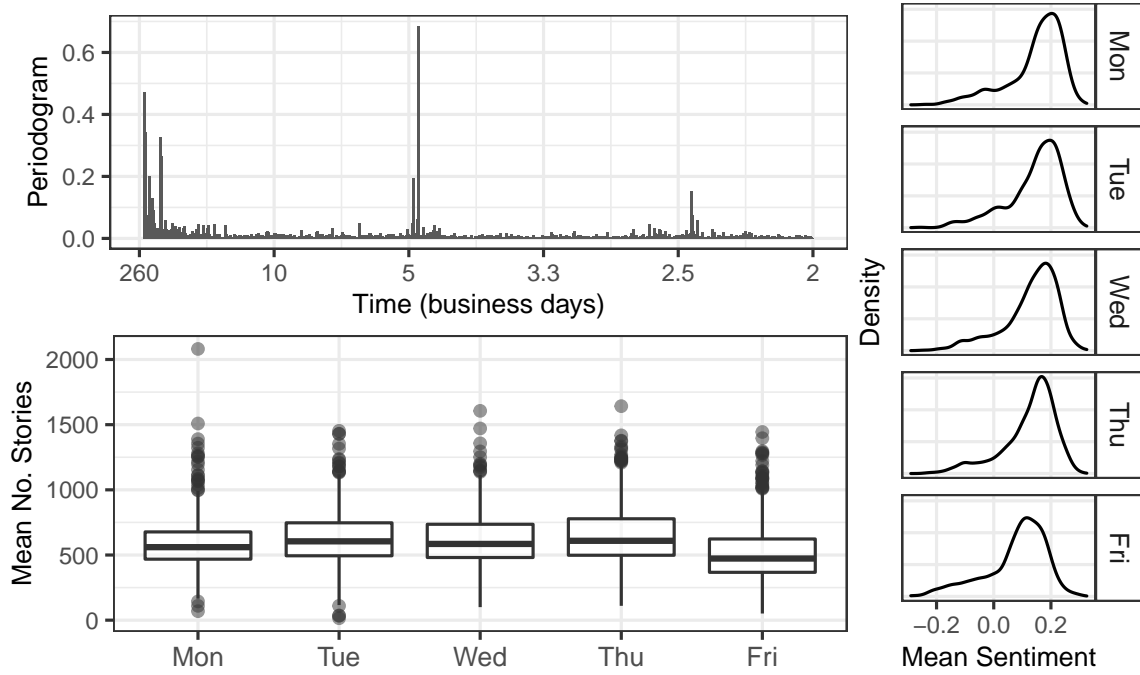 Periodogram
0.6
0.4
0.2
0.0
260 10 5 3.3 2.5 2
Time (business days)
Mean No. Stories
2000
1500
1000
500
0
Mon Tue Wed Thu Fri
Density
Mon
Tue
Wed
Thu
Fri
−0.2 0.0 0.2
Mean Sentiment